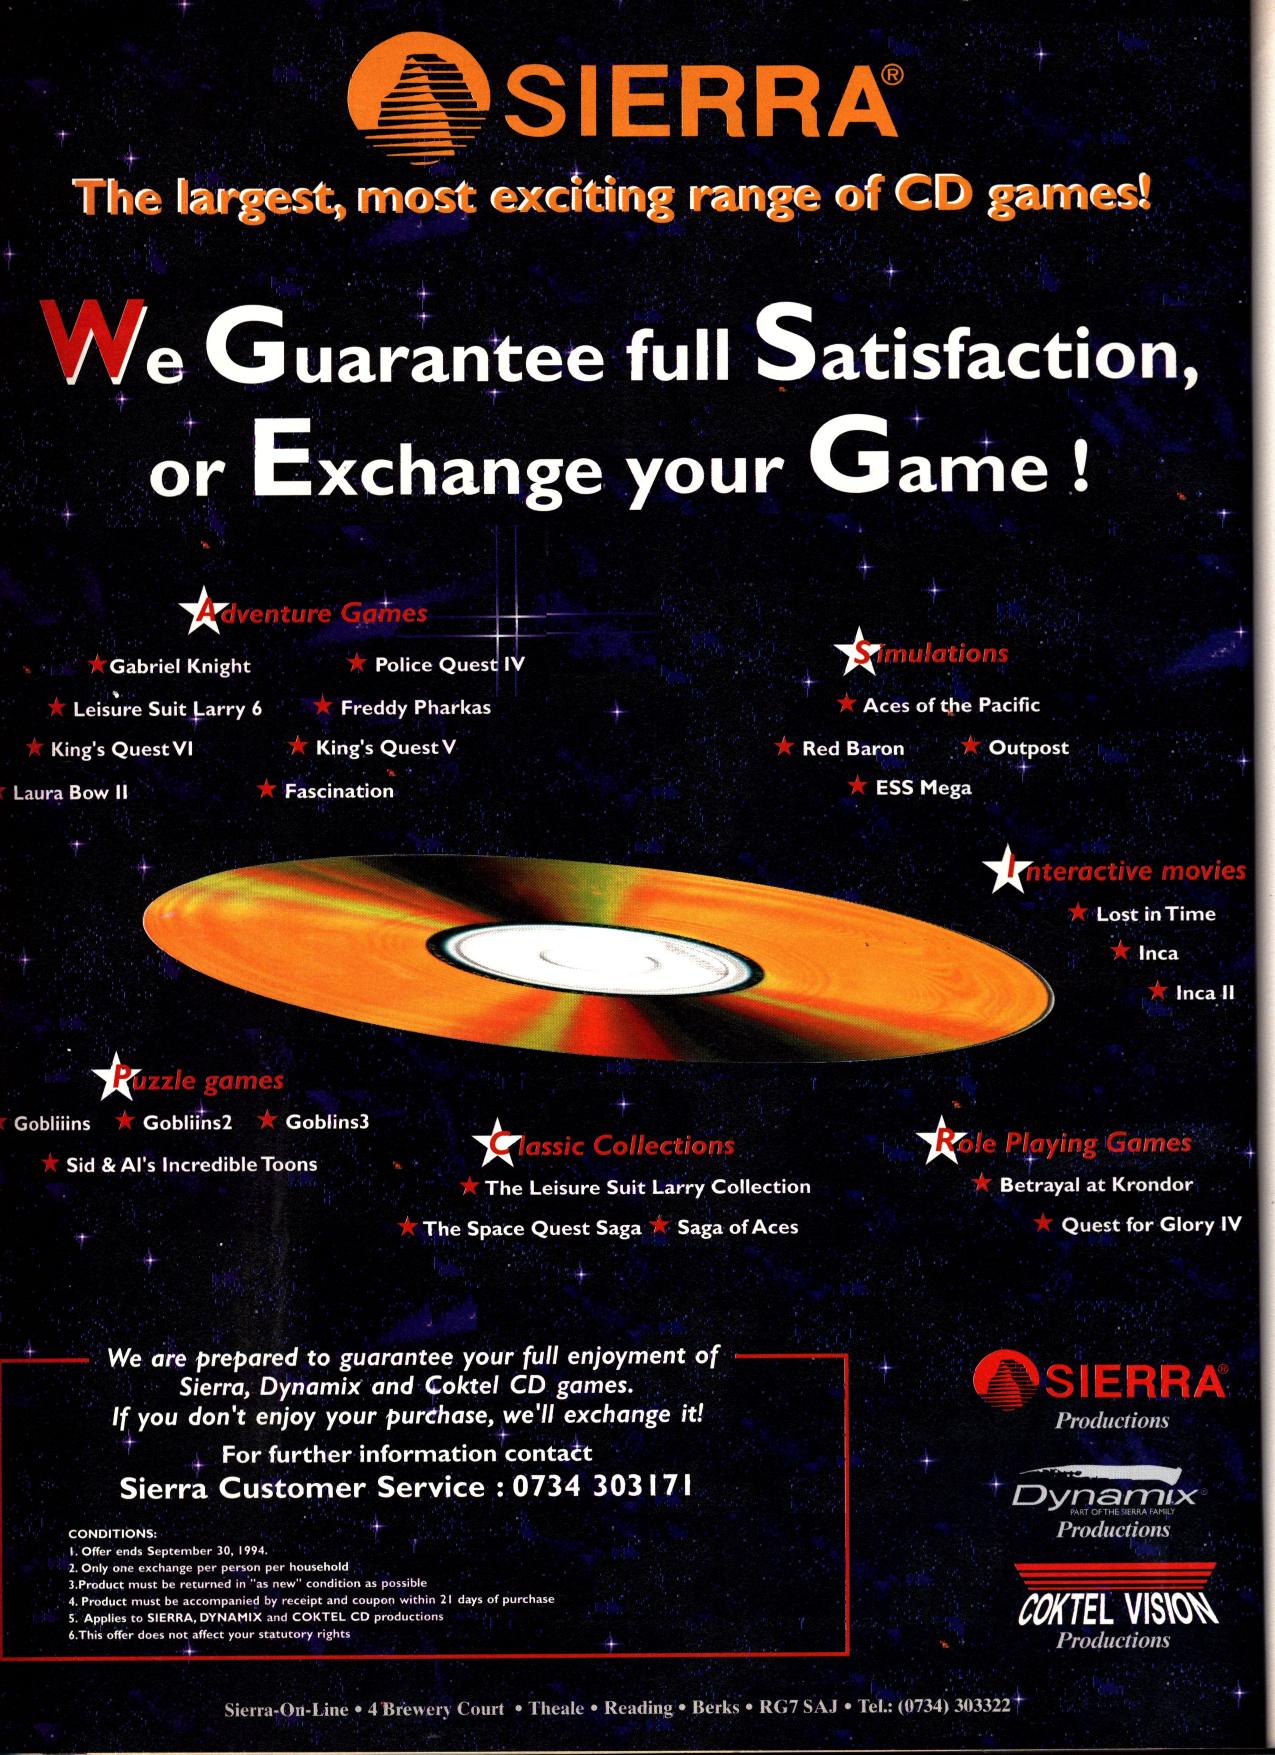 SIERRA®
The largest, most exciting range of CD games!
We Guarantee full Satisfaction,
or Exchange your Game !
Adventure Games
Gabriel Knight
Police Quest IV
Leisure Suit Larry 6
Freddy Pharkas
King's Quest VI
King's Quest V
Laura Bow II
Fascination
Simulations
Aces of the Pacific
Red Baron
Outpost
ESS Mega
Interactive movies
Lost in Time
Inca
Inca II
Puzzle games
Gobliiins
Gobliins2
Goblins3
Sid & Al's Incredible Toons
Classic Collections
The Leisure Suit Larry Collection
The Space Quest Saga
Saga of Aces
Role Playing Games
Betrayal at Krondor
Quest for Glory IV
We are prepared to guarantee your full enjoyment of
Sierra, Dynamix and Coktel CD games.
If you don't enjoy your purchase, we'll exchange it!
For further information contact
Sierra Customer Service : 0734 303171
CONDITIONS:
1. Offer ends September 30, 1994.
2. Only one exchange per person per household
3.Product must be returned in "as new" condition as possible
4. Product must be accompanied by receipt and coupon within 21 days of purchase
5. Applies to SIERRA, DYNAMIX and COKTEL CD productions
6.This offer does not affect your statutory rights
SIERRA®
Productions
Dynamix®
PART OF THE SIERRA FAMILY
Productions
COKTEL VISION
Productions
Sierra-On-Line • 4 Brewery Court • Theale • Reading • Berks • RG7 SAJ • Tel.: (0734) 303322